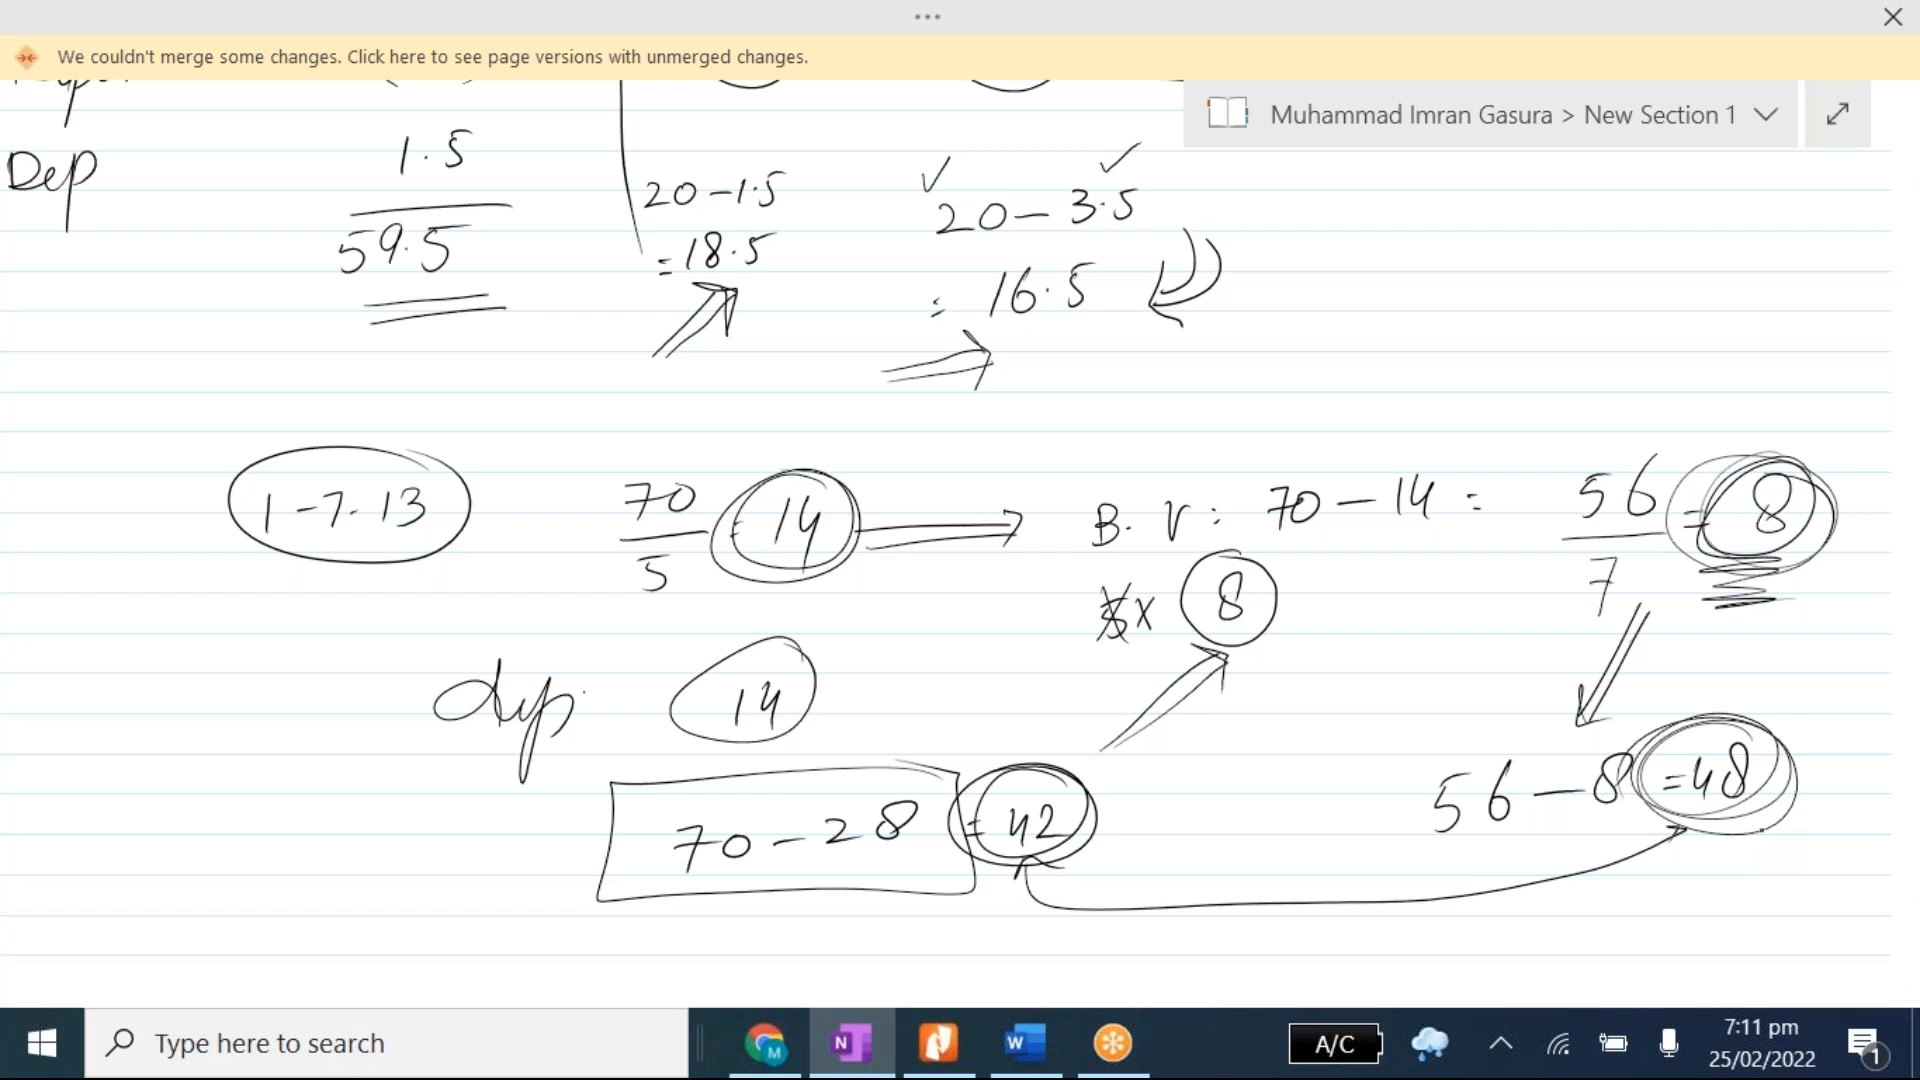 We couldn't merge some changes. Click here to see page versions with unmerged changes.
Muhammad Imran Gasura > New Section 1
Dep 1.5
59.5
20-1.5
=18.5
20-3.5
= 16.5
1-7-13
70/5 = 14
B.V: 70-14 = 56/7 = 8
x 8
dep. 14
70-28 = 42
56-8 = 48
Type here to search
A/C
7:11 pm
25/02/2022
1